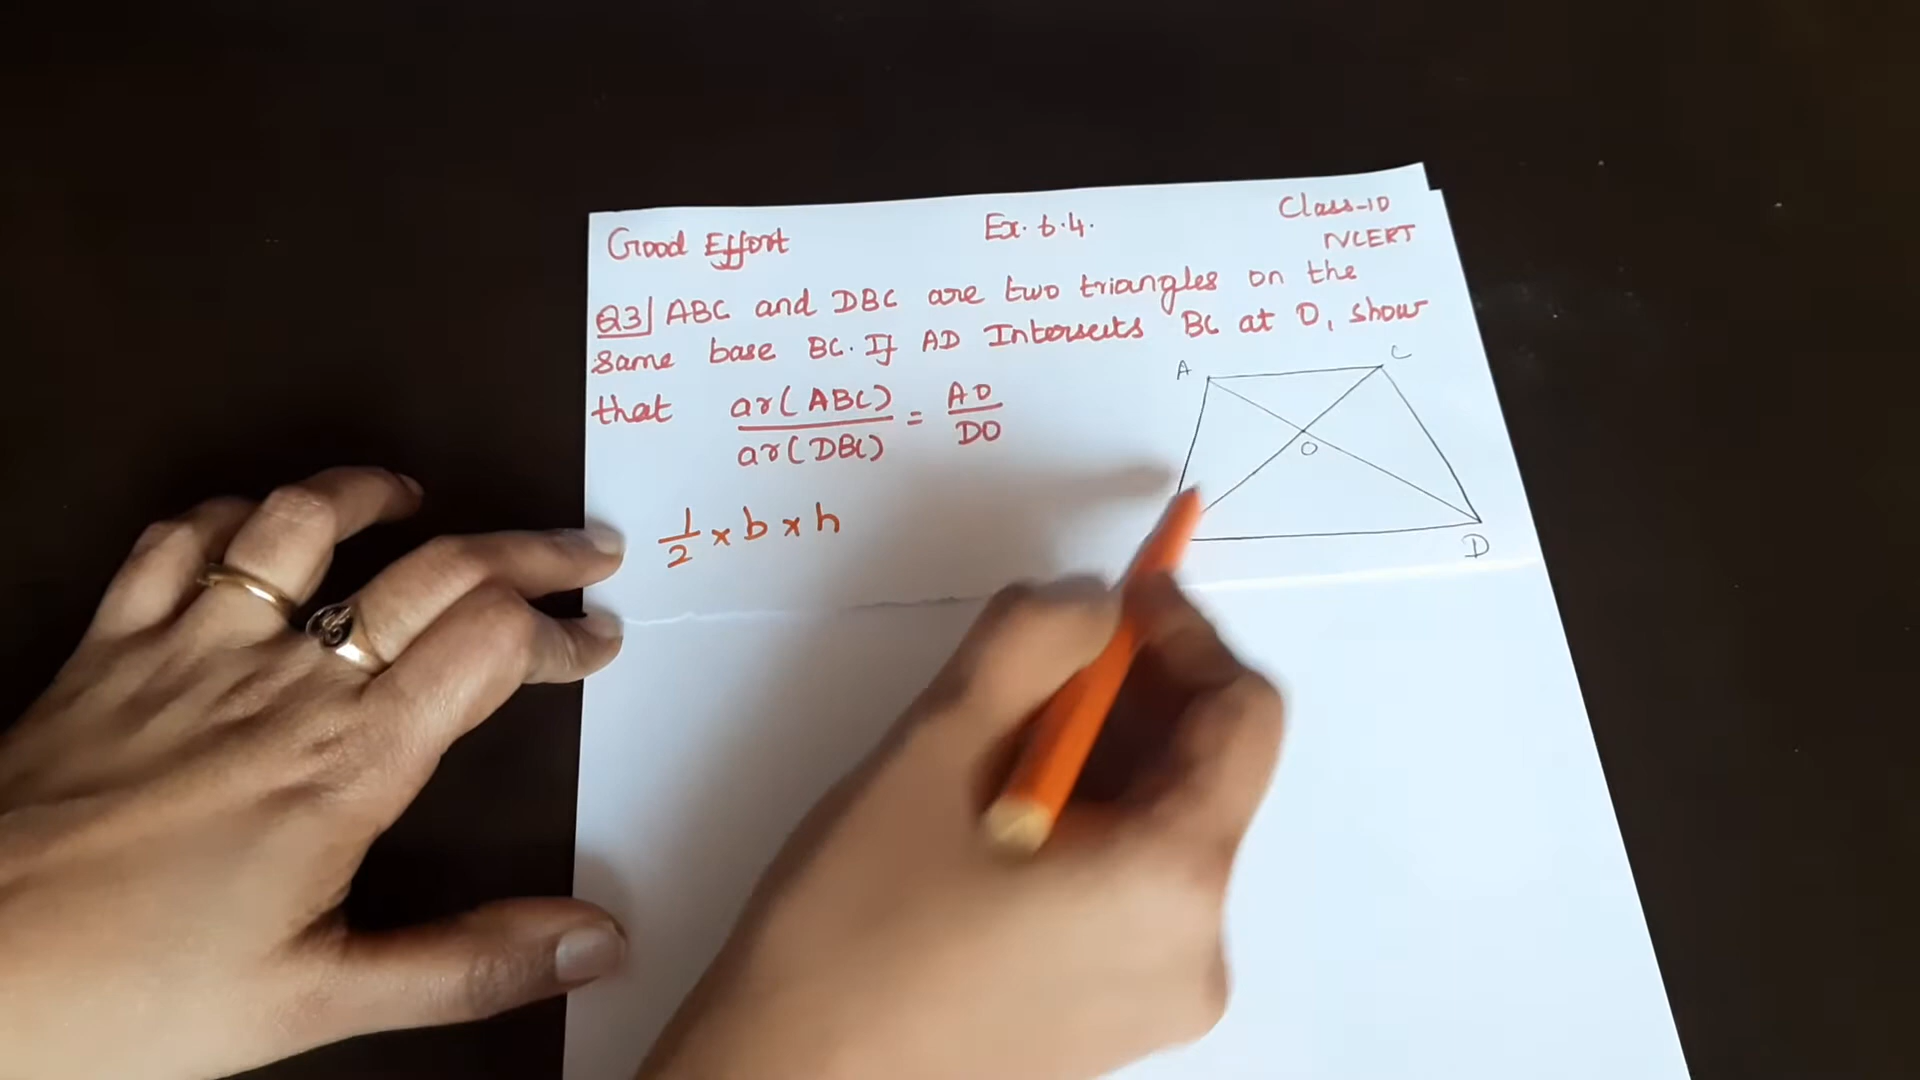 Good Effort
Ex. 6.4.
Class-10
NCERT
Q3| ABC and DBC are two triangles on the
same base BC. If AD Intersects BC at O, show
that ar(ABC)/ar(DBC) = AO/DO
1/2 × b × h
A
C
O
D